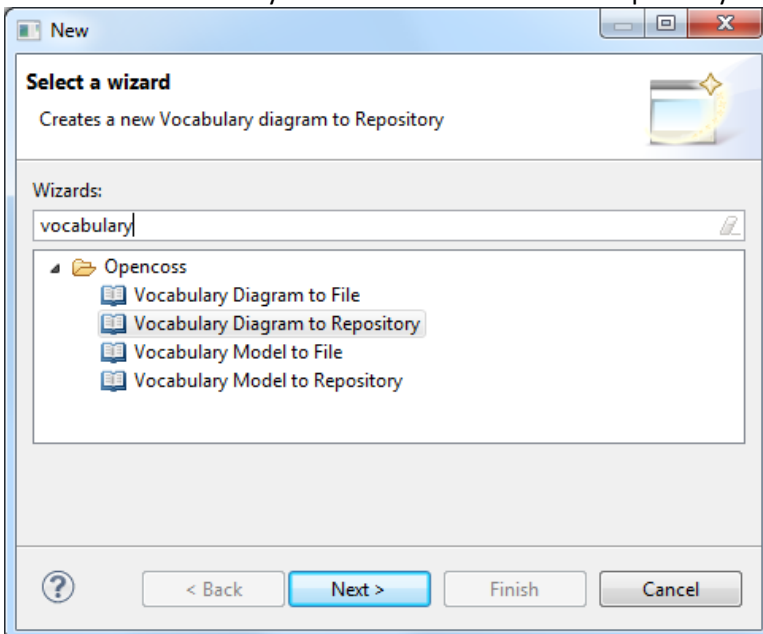 New
Select a wizard
Creates a new Vocabulary diagram to Repository
Wizards:
vocabulary
Opencoss
Vocabulary Diagram to File
Vocabulary Diagram to Repository
Vocabulary Model to File
Vocabulary Model to Repository
< Back Next > Finish Cancel